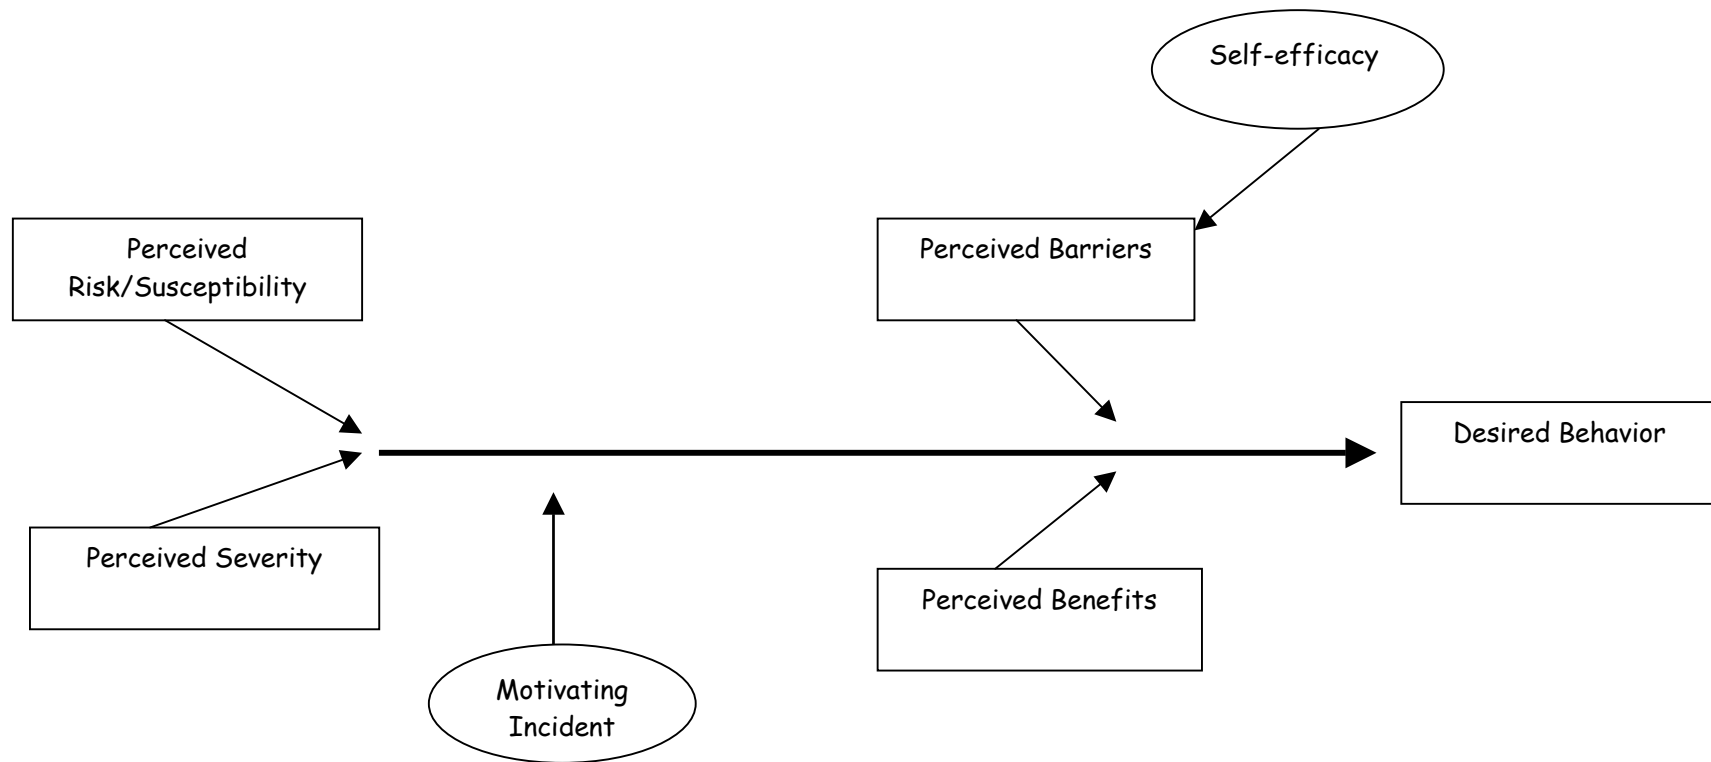 Self-efficacy
Perceived
Risk/Susceptibility
Perceived Barriers
Desired Behavior
Perceived Severity
Perceived Benefits
Motivating
Incident